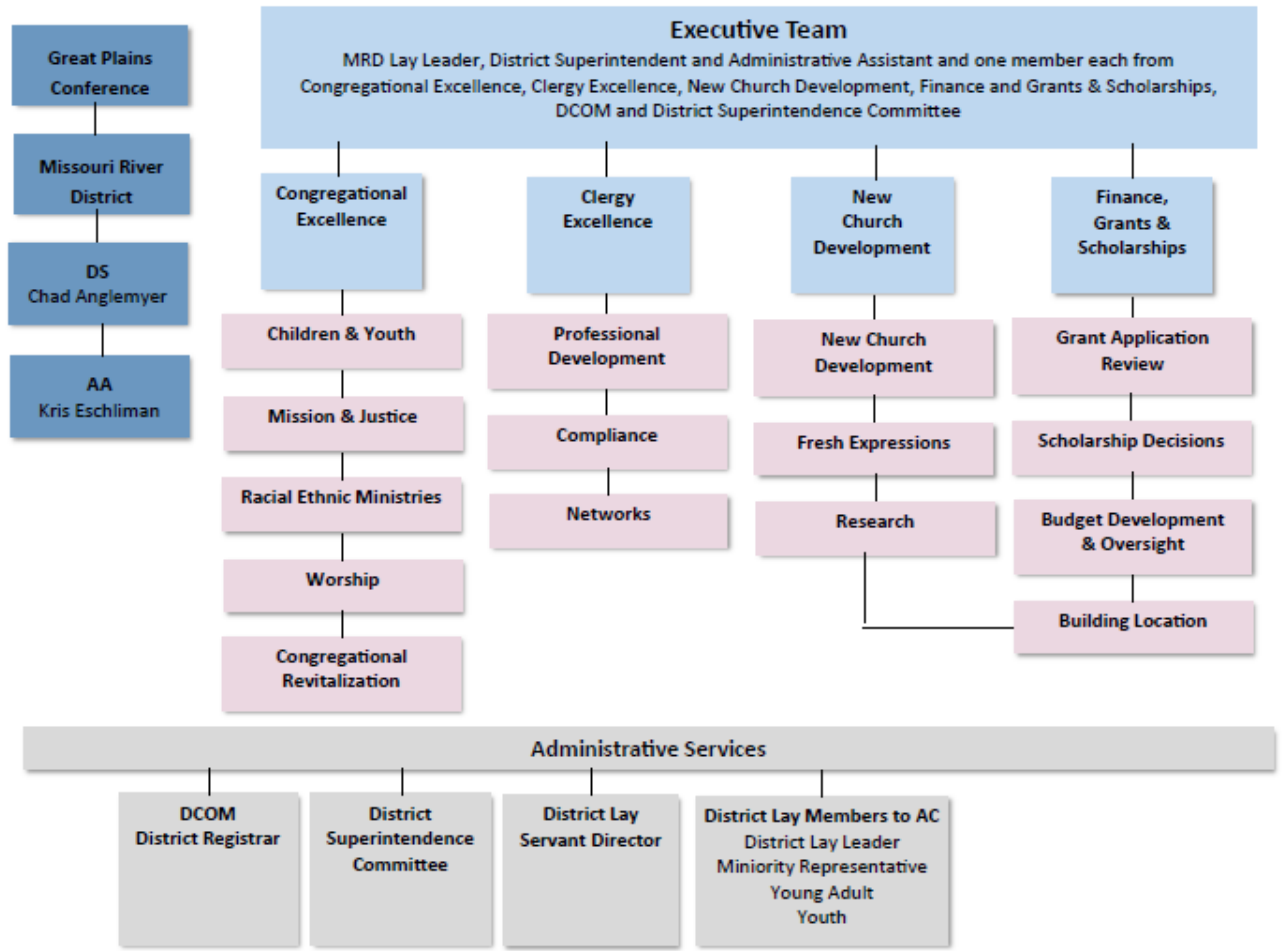 Great Plains
Conference
Missouri River
District
DS
Chad Anglemyer
AA
Kris Eschliman
Executive Team
MRD Lay Leader, District Superintendent and Administrative Assistant and one member each from
Congregational Excellence, Clergy Excellence, New Church Development, Finance and Grants & Scholarships,
DCOM and District Superintendence Committee
Congregational
Excellence
Children & Youth
Mission & Justice
Racial Ethnic Ministries
Worship
Congregational
Revitalization
Clergy
Excellence
Professional
Development
Compliance
Networks
New
Church
Development
New Church
Development
Fresh Expressions
Research
Finance,
Grants &
Scholarships
Grant Application
Review
Scholarship Decisions
Budget Development
& Oversight
Building Location
Administrative Services
DCOM
District Registrar
District
Superintendence
Committee
District Lay
Servant Director
District Lay Members to AC
District Lay Leader
Miniority Representative
Young Adult
Youth